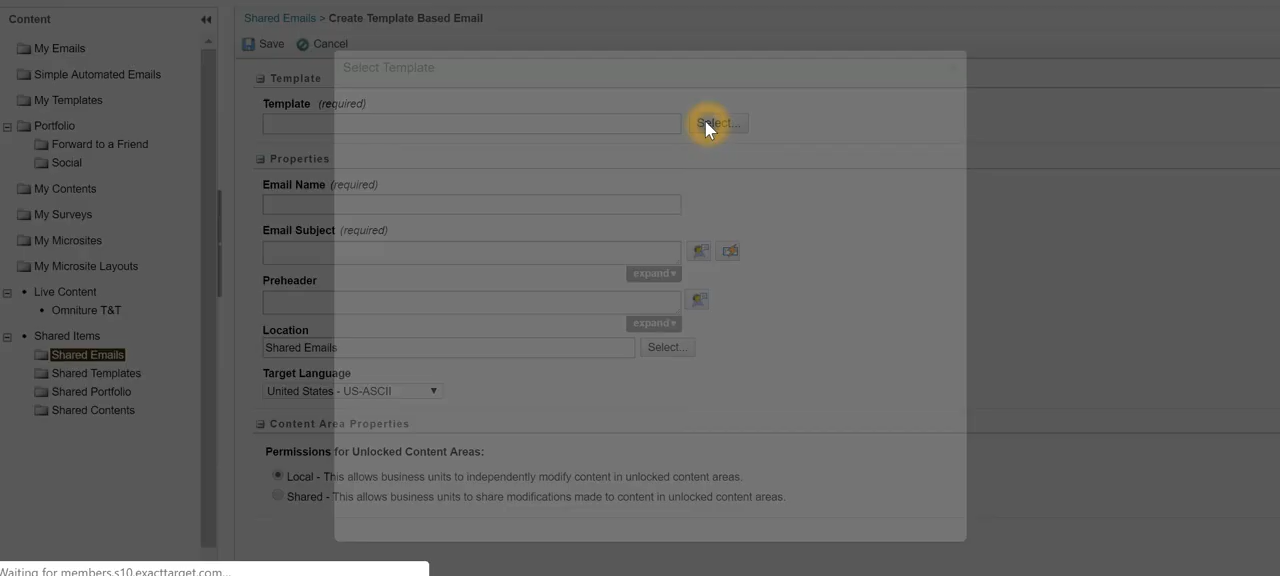 Content
My Emails
Simple Automated Emails
My Templates
Portfolio
Forward to a Friend
Social
My Contents
My Surveys
My Microsites
My Microsite Layouts
Live Content
Omniture T&T
Shared Items
Shared Emails
Shared Templates
Shared Portfolio
Shared Contents
Shared Emails > Create Template Based Email
Save Cancel
Select Template
Template
Template (required)
Select...
Properties
Email Name (required)
Email Subject (required)
expand
Preheader
expand
Location
Shared Emails Select...
Target Language
United States - US-ASCII
Content Area Properties
Permissions for Unlocked Content Areas:
Local - This allows business units to independently modify content in unlocked content areas.
Shared - This allows business units to share modifications made to content in unlocked content areas.
Waiting for members.s10.exacttarget.com...